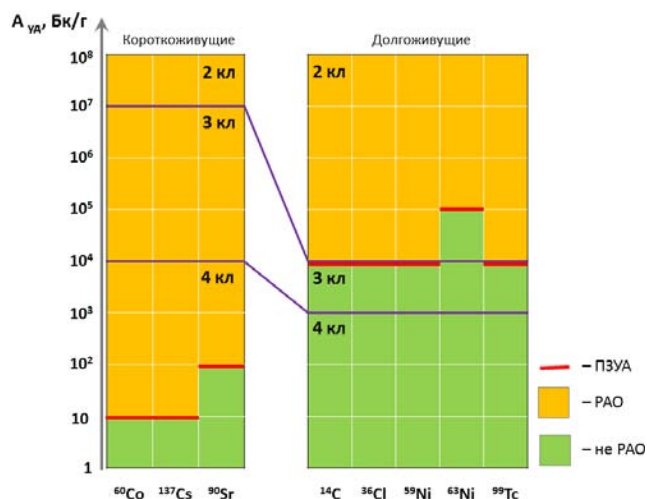 A уд, Бк/г
Короткоживущие
Долгоживущие
10⁸
10⁷
10⁶
10⁵
10⁴
10³
10²
10
1
2 кл
3 кл
4 кл
2 кл
3 кл
4 кл
⁶⁰Co
¹³⁷Cs
⁹⁰Sr
¹⁴C
³⁶Cl
⁵⁹Ni
⁶³Ni
⁹⁹Tc
– ПЗУА
– РАО
– не РАО